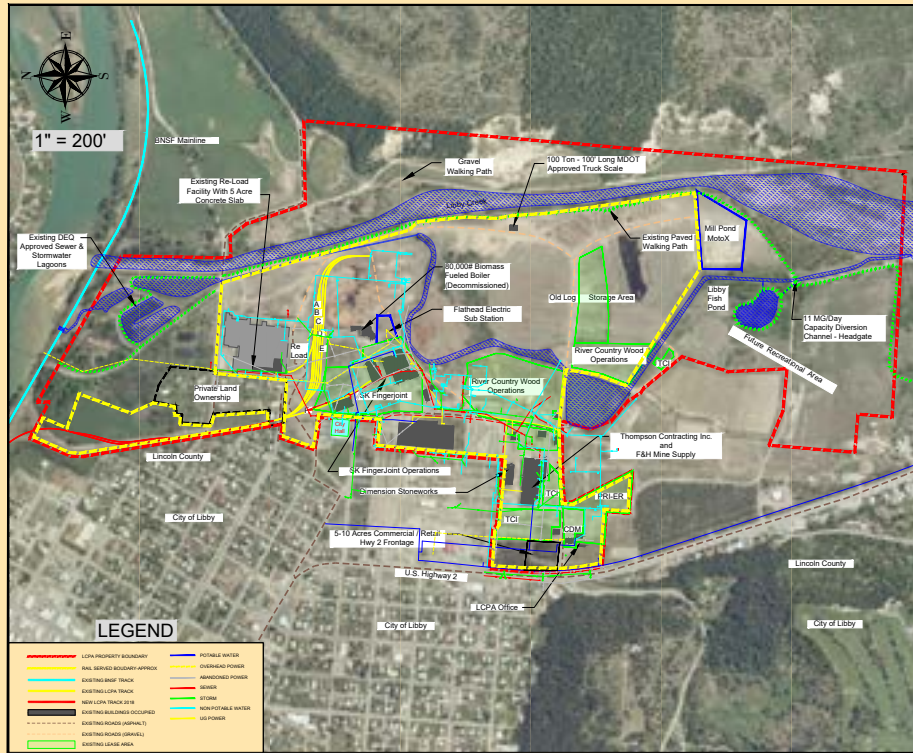 E
N
S
W
1" = 200'
BNSF Mainline
Gravel
Walking Path
100 Ton - 100' Long MDOT
Approved Truck Scale
Existing Re-Load
Facility With 5 Acre
Concrete Slab
Libby Creek
Existing DEQ
Approved Sewer &
Stormwater
Lagoons
Existing Paved
Walking Path
Mill Pond
MotoX
80,000# Biomass
Fueled Boiler
(Decommissioned)
Libby
Fish
Pond
Old Log Storage Area
Flathead Electric
Sub Station
11 MG/Day
Capacity Diversion
Channel - Headgate
A
B
C
E
Re
Load
River Country Wood
Operations
TCI
Future Recreational Area
Private Land
Ownership
SK Fingerjoint
River Country Wood
Operations
City
Hall
Lincoln County
Thompson Contracting Inc.
and
F&H Mine Supply
SK FingerJoint Operations
Dimension Stoneworks
TCI
PRI-ER
City of Libby
TCI
CDM
5-10 Acres Commercial / Retail
Hwy 2 Frontage
U.S. Highway 2
Lincoln County
LCPA Office
City of Libby
City of Libby
LEGEND
LCPA PROPERTY BOUNDARY
RAIL SERVED BOUDARY-APPROX
EXISTING BNSF TRACK
EXISTING LCPA TRACK
NEW LCPA TRACK 2018
EXISTING BUILDINGS OCCUPIED
EXISTING ROADS (ASPHALT)
EXISTING ROADS (GRAVEL)
EXISTING LEASE AREA
POTABLE WATER
OVERHEAD POWER
ABANDONED POWER
SEWER
STORM
NON POTABLE WATER
UG POWER